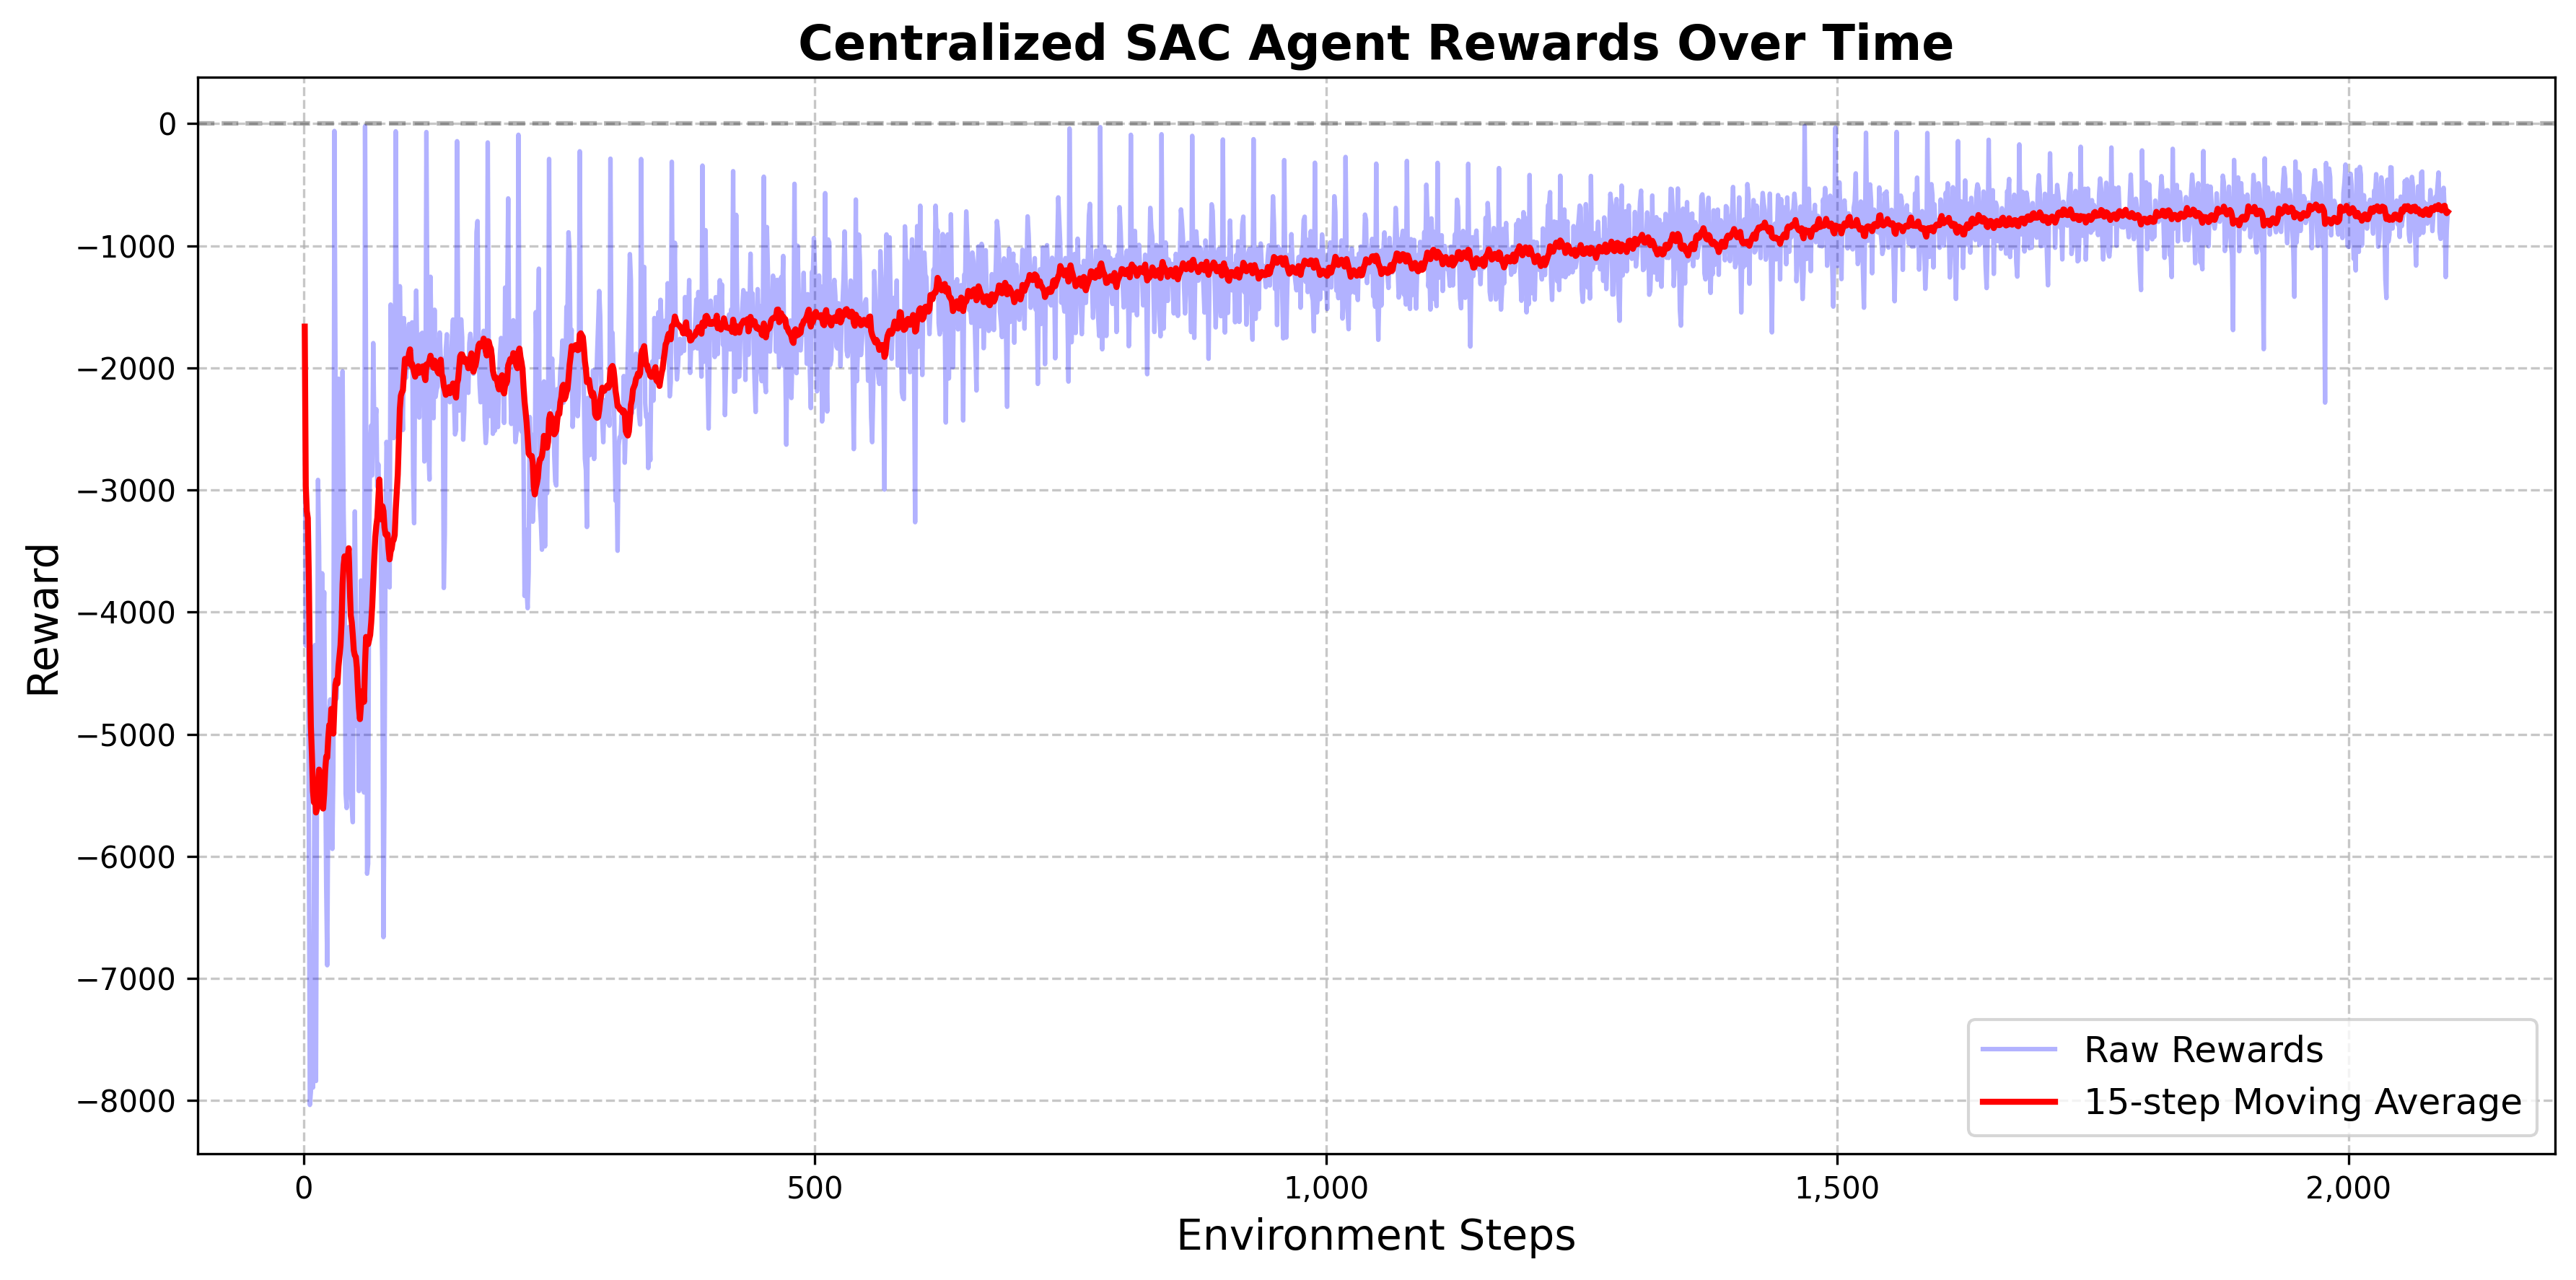 Centralized SAC Agent Rewards Over Time
Reward
0
−1000
−2000
−3000
−4000
−5000
−6000
−7000
−8000
0
500
1,000
1,500
2,000
Environment Steps
Raw Rewards
15-step Moving Average